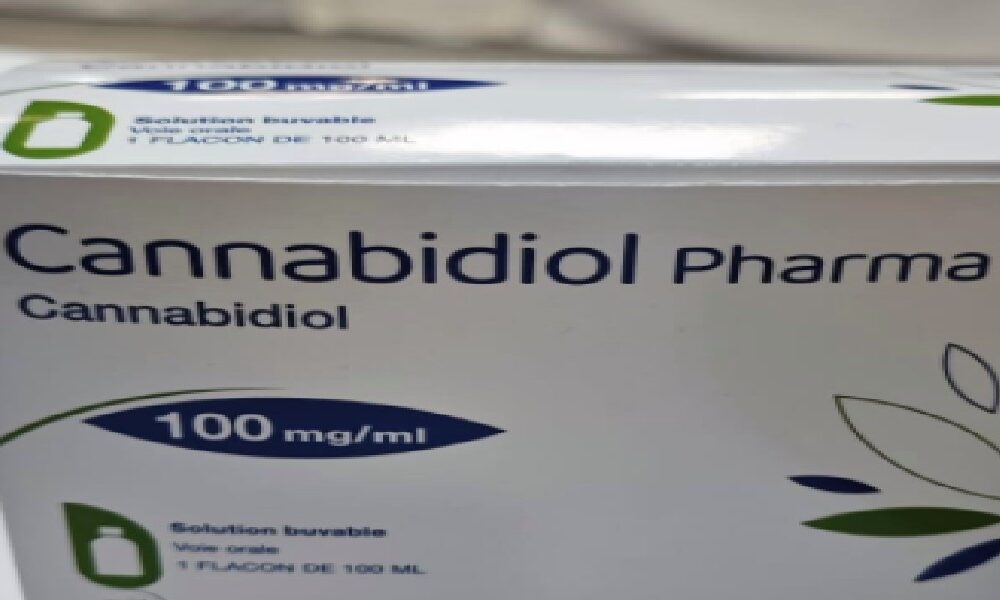 100 mg/ml
Solution buvable
Voie orale
1 FLACON DE 100 ML
Cannabidiol Pharma
Cannabidiol
100 mg/ml
Solution buvable
Voie orale
1 FLACON DE 100 ML